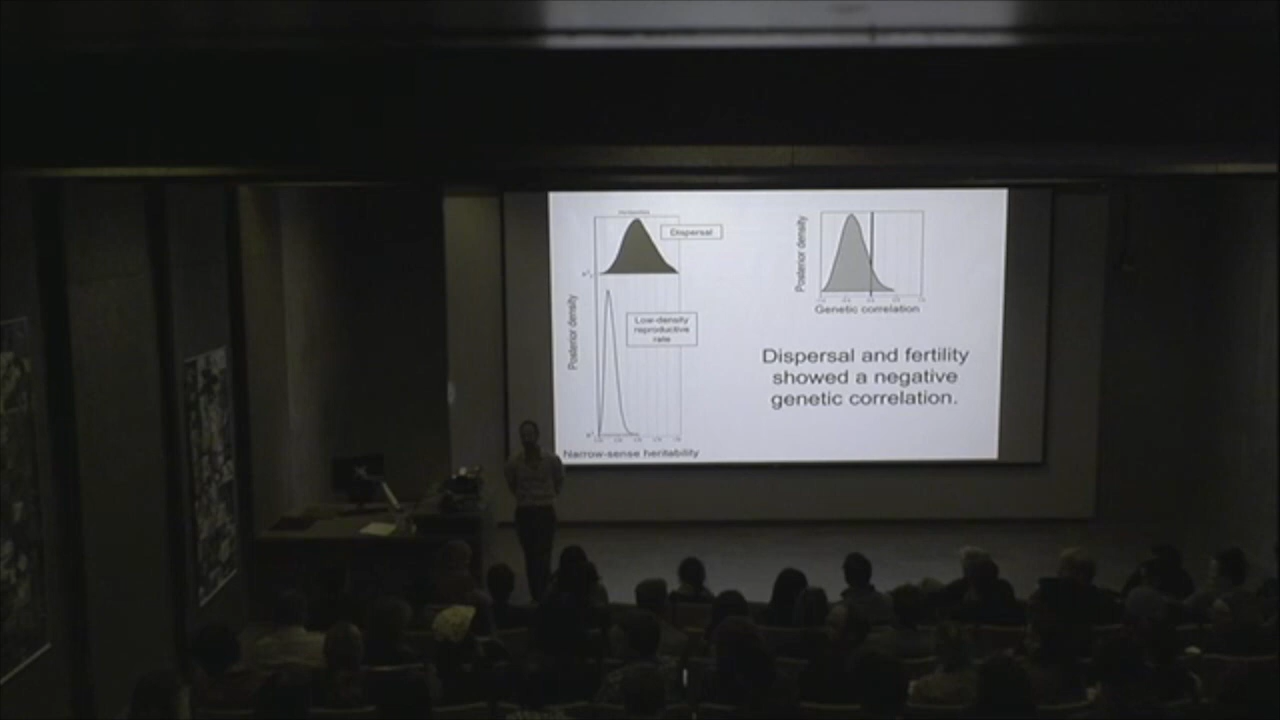 Dispersal
Low-density
reproductive
rate
Posterior density
Narrow-sense heritability
Posterior density
Genetic correlation
Dispersal and fertility
showed a negative
genetic correlation.